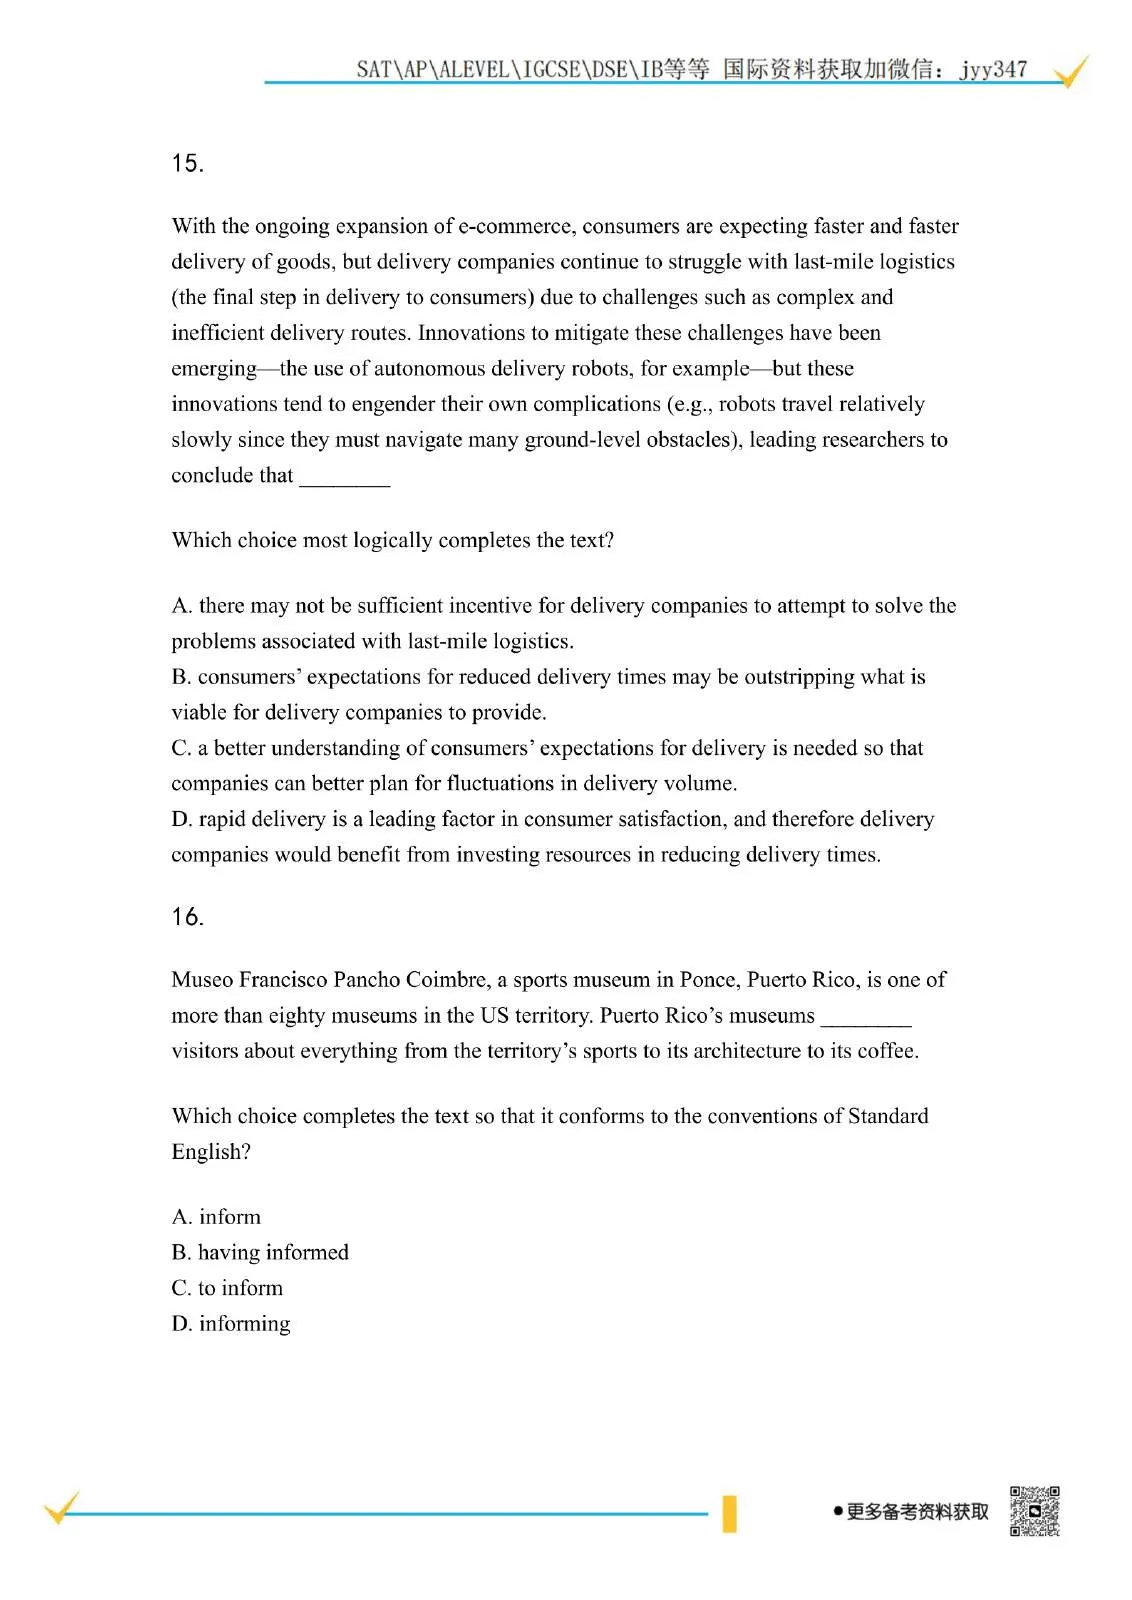 SAT\AP\ALEVEL\IGCSE\DSE\IB等等 国际资料获取加微信：jyy347
15.
With the ongoing expansion of e-commerce, consumers are expecting faster and faster
delivery of goods, but delivery companies continue to struggle with last-mile logistics
(the final step in delivery to consumers) due to challenges such as complex and
inefficient delivery routes. Innovations to mitigate these challenges have been
emerging—the use of autonomous delivery robots, for example—but these
innovations tend to engender their own complications (e.g., robots travel relatively
slowly since they must navigate many ground-level obstacles), leading researchers to
conclude that ________
Which choice most logically completes the text?
A. there may not be sufficient incentive for delivery companies to attempt to solve the
problems associated with last-mile logistics.
B. consumers’ expectations for reduced delivery times may be outstripping what is
viable for delivery companies to provide.
C. a better understanding of consumers’ expectations for delivery is needed so that
companies can better plan for fluctuations in delivery volume.
D. rapid delivery is a leading factor in consumer satisfaction, and therefore delivery
companies would benefit from investing resources in reducing delivery times.
16.
Museo Francisco Pancho Coimbre, a sports museum in Ponce, Puerto Rico, is one of
more than eighty museums in the US territory. Puerto Rico’s museums ________
visitors about everything from the territory’s sports to its architecture to its coffee.
Which choice completes the text so that it conforms to the conventions of Standard
English?
A. inform
B. having informed
C. to inform
D. informing
●更多备考资料获取